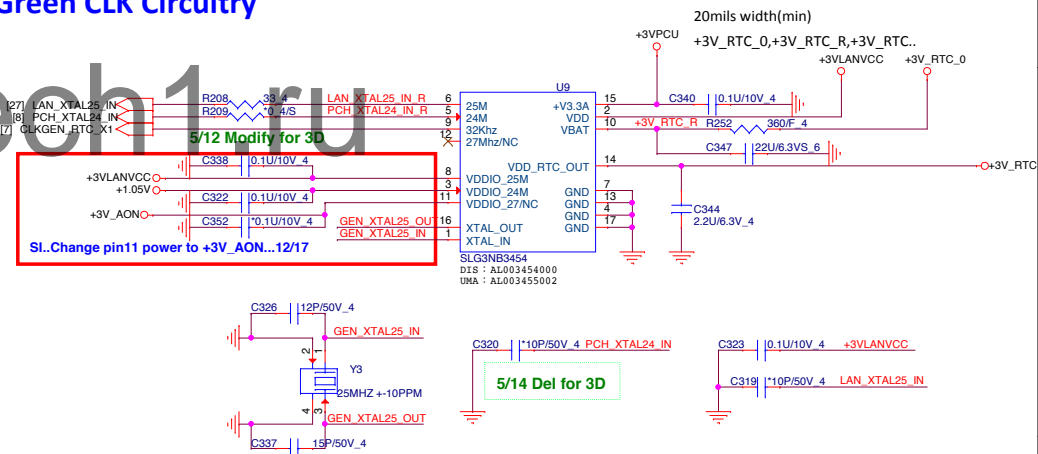 Green CLK Circuitry
20mils width(min)
+3V_RTC_0,+3V_RTC_R,+3V_RTC..
+3VPCU
+3VLANVCC
+3V_RTC_0
ech1.ru
U9
[27] LAN_XTAL25_IN
[8] PCH_XTAL24_IN
[7] CLKGEN_RTC_X1
R208 33_4 LAN_XTAL25_IN_R 6
R209 *0_4/S PCH_XTAL24_IN_R 5
9
12
25M
24M
32Khz
27Mhz/NC
+V3.3A 15
VDD 2
VBAT 10
C340 0.1U/10V_4
+3V_RTC_R R252 360/F_4
C347 22U/6.3VS_6
VDD_RTC_OUT 14
+3V_RTC
C344
2.2U/6.3V_4
5/12 Modify for 3D
C338 0.1U/10V_4
+3VLANVCC
+1.05V
C322 0.1U/10V_4
+3V_AON
C352 *0.1U/10V_4
SI..Change pin11 power to +3V_AON...12/17
8 VDDIO_25M
3 VDDIO_24M
11 VDDIO_27/NC
GEN_XTAL25_OUT 16 XTAL_OUT
GEN_XTAL25_IN 1 XTAL_IN
GND 7
GND 13
GND 4
GND 17
SLG3NB3454
DIS : AL003454000
UMA : AL003455002
C326 12P/50V_4
GEN_XTAL25_IN
2 1
Y3
25MHZ +-10PPM
4 3
GEN_XTAL25_OUT
C337 15P/50V_4
C320 *10P/50V_4 PCH_XTAL24_IN
5/14 Del for 3D
C323 0.1U/10V_4 +3VLANVCC
C319 *10P/50V_4 LAN_XTAL25_IN